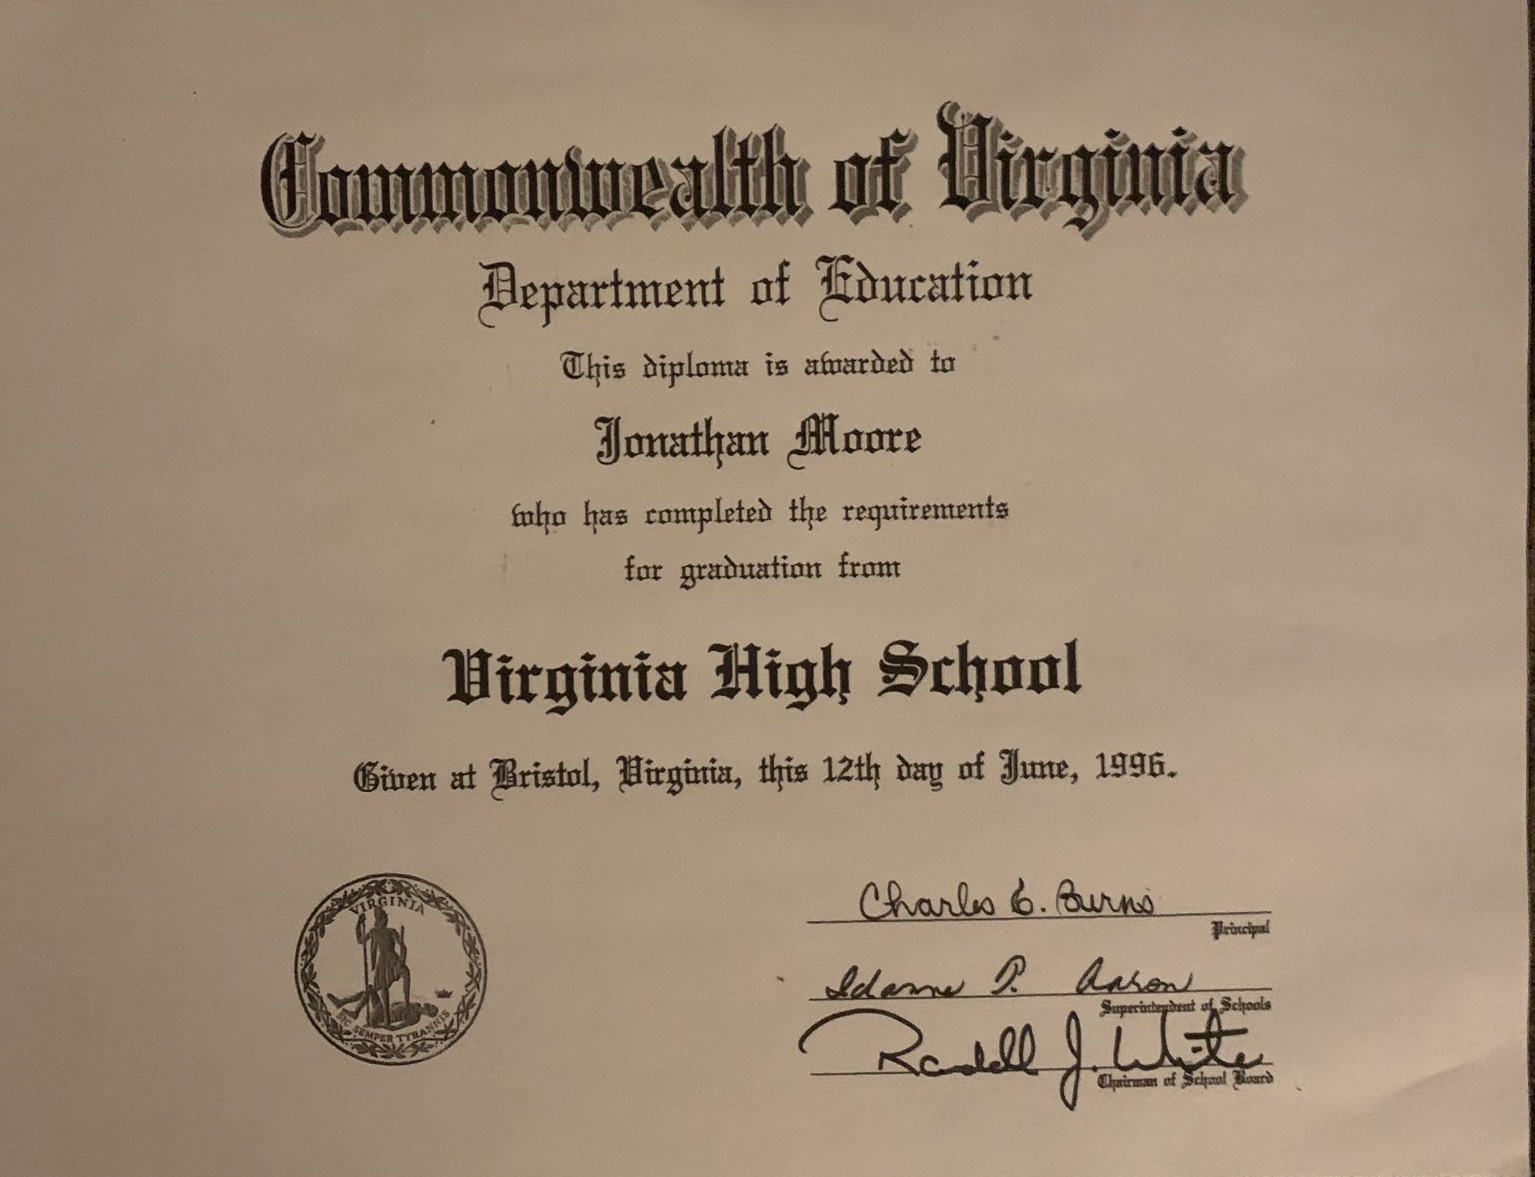 Commonwealth of Virginia
Department of Education
This diploma is awarded to
Jonathan Moore
who has completed the requirements
for graduation from
Virginia High School
Given at Bristol, Virginia, this 12th day of June, 1996.
VIRGINIA
SIC SEMPER TYRANNIS
Charles E. Burns
Principal
P. Aaron
Superintendent of Schools
Randall J. White
Chairman of School Board